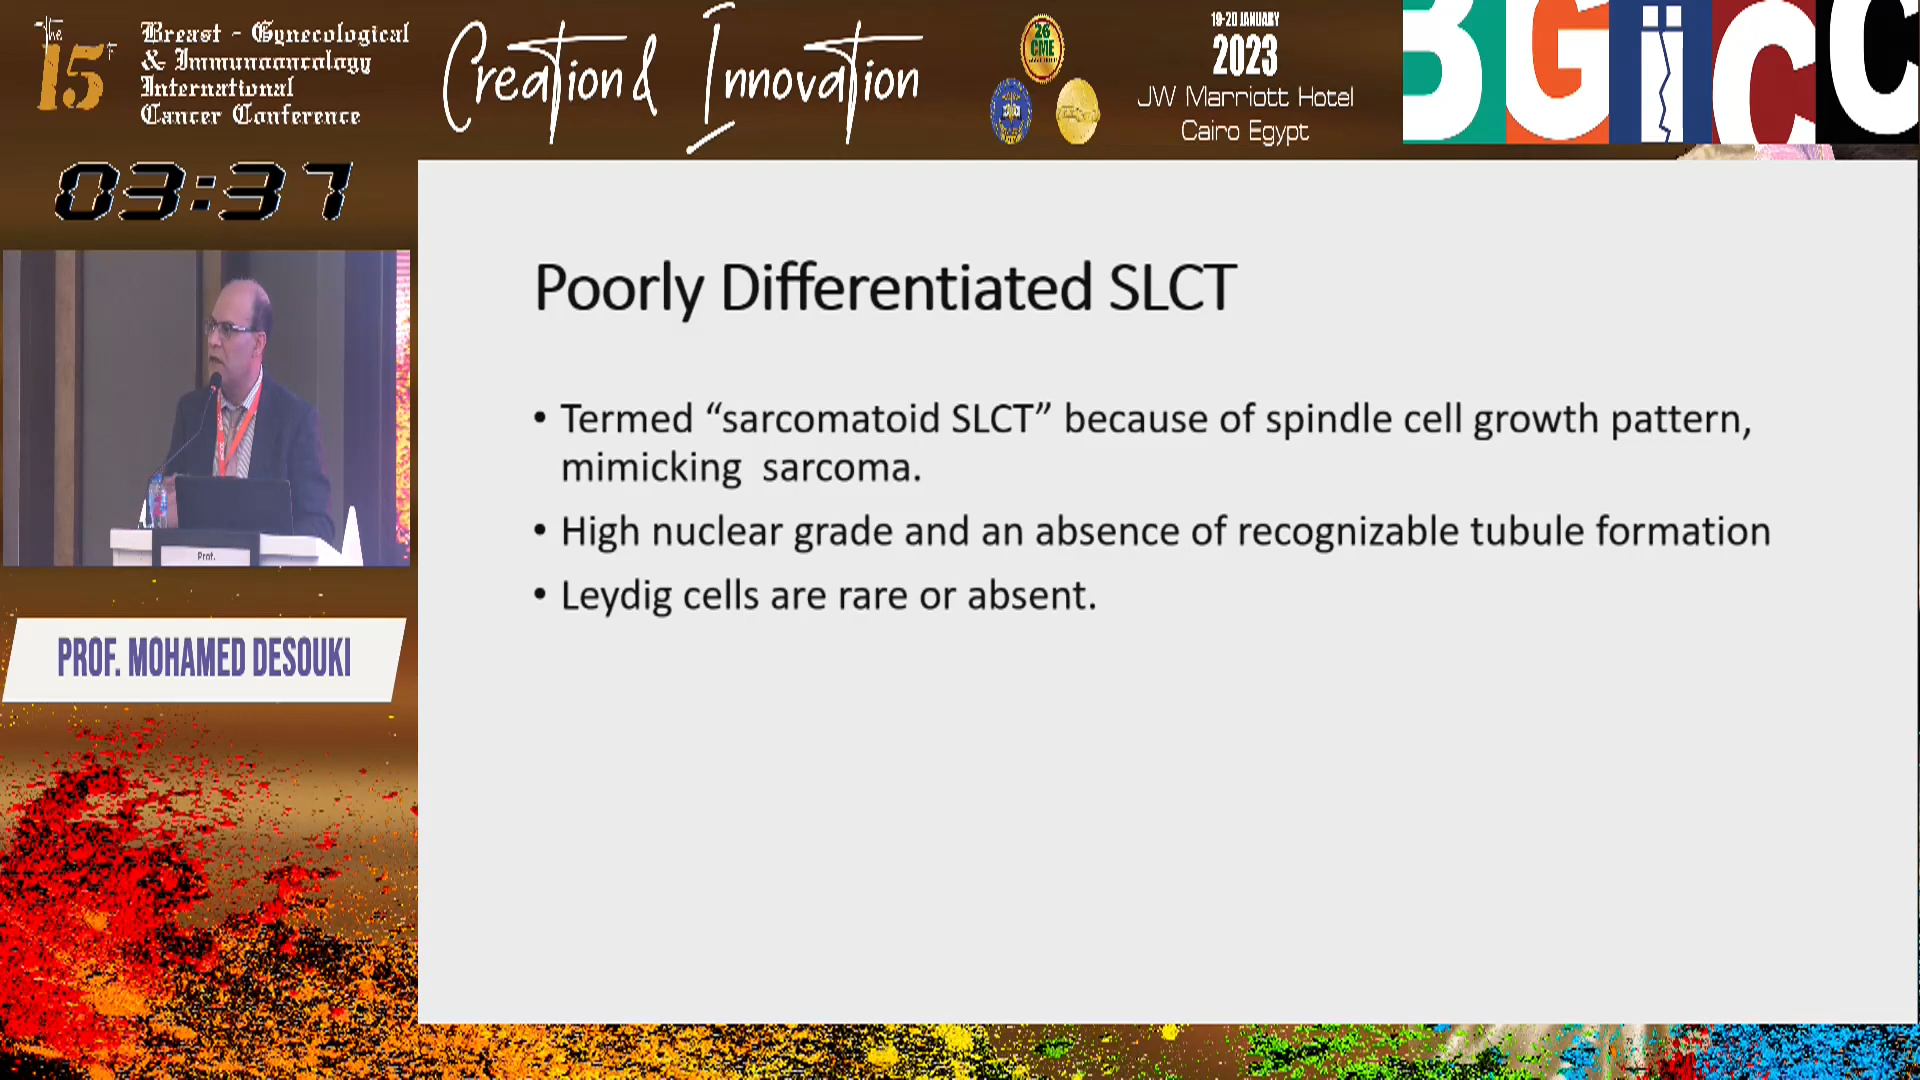 The 15th
Breast - Gynecological
& Immunooncology
International
Cancer Conference
Creation & Innovation
26
CME
19-20 JANUARY
2023
JW Marriott Hotel
Cairo Egypt
BGiCC
03:37
Prof.
PROF. MOHAMED DESOUKI
Poorly Differentiated SLCT
• Termed “sarcomatoid SLCT” because of spindle cell growth pattern,
mimicking sarcoma.
• High nuclear grade and an absence of recognizable tubule formation
• Leydig cells are rare or absent.